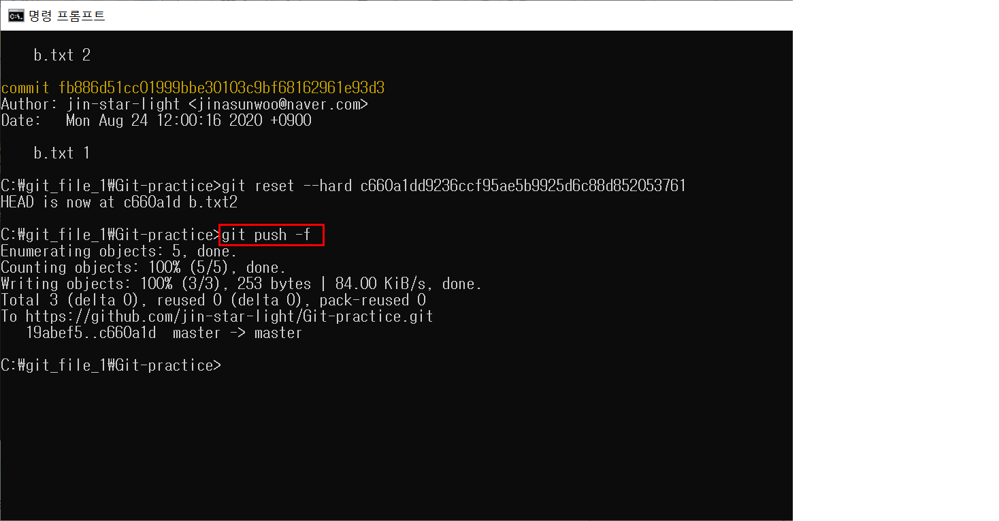 명령 프롬프트
b.txt 2
commit fb886d51cc01999bbe30103c9bf68162961e93d3
Author: jin-star-light <jinasunwoo@naver.com>
Date:   Mon Aug 24 12:00:16 2020 +0900
b.txt 1
C:₩git_file_1₩Git-practice>git reset --hard c660a1dd9236ccf95ae5b9925d6c88d852053761
HEAD is now at c660a1d b.txt2
C:₩git_file_1₩Git-practice>git push -f
Enumerating objects: 5, done.
Counting objects: 100% (5/5), done.
Writing objects: 100% (3/3), 253 bytes | 84.00 KiB/s, done.
Total 3 (delta 0), reused 0 (delta 0), pack-reused 0
To https://github.com/jin-star-light/Git-practice.git
19abef5..c660a1d  master -> master
C:₩git_file_1₩Git-practice>